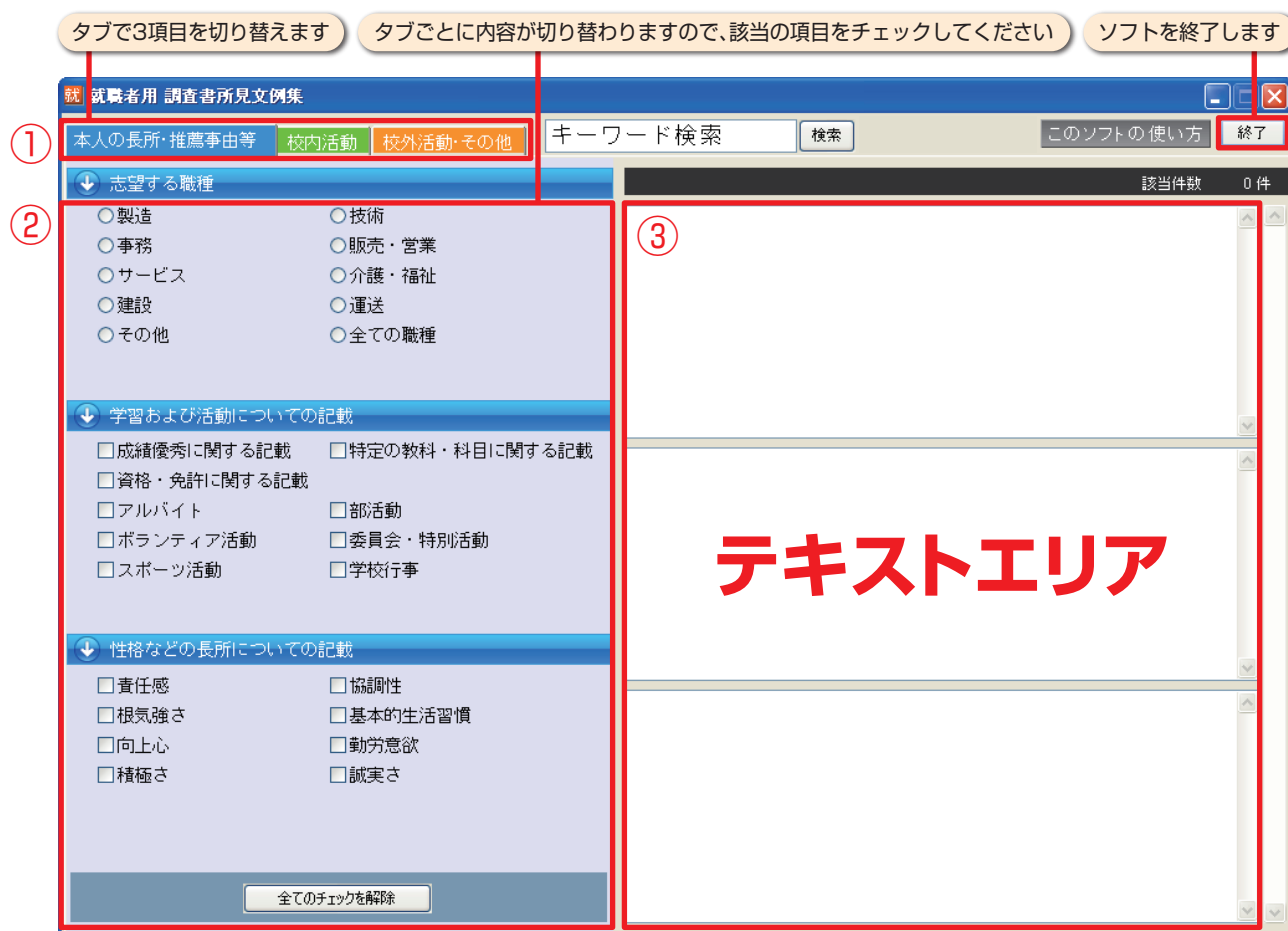 タブで3項目を切り替えます
タブごとに内容が切り替わりますので、該当の項目をチェックしてください
ソフトを終了します
就 就職者用 調査書所見文例集
①
本人の長所・推薦事由等
校内活動
校外活動・その他
キーワード検索
検索
このソフトの使い方
終了
志望する職種
該当件数 0 件
②
○製造 ○技術
○事務 ○販売・営業
○サービス ○介護・福祉
○建設 ○運送
○その他 ○全ての職種
学習および活動についての記載
□成績優秀に関する記載 □特定の教科・科目に関する記載
□資格・免許に関する記載
□アルバイト □部活動
□ボランティア活動 □委員会・特別活動
□スポーツ活動 □学校行事
性格などの長所についての記載
□責任感 □協調性
□根気強さ □基本的生活習慣
□向上心 □勤労意欲
□積極さ □誠実さ
全てのチェックを解除
③
テキストエリア